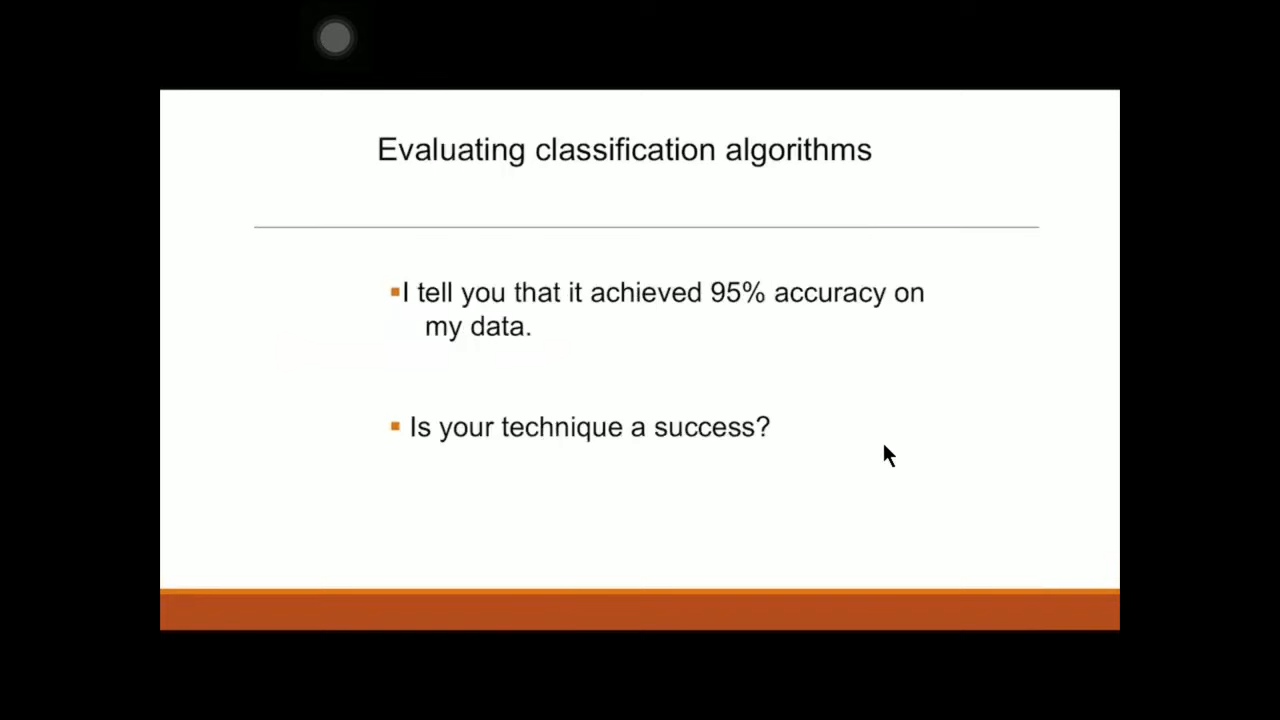 Evaluating classification algorithms
▪I tell you that it achieved 95% accuracy on
my data.
▪ Is your technique a success?